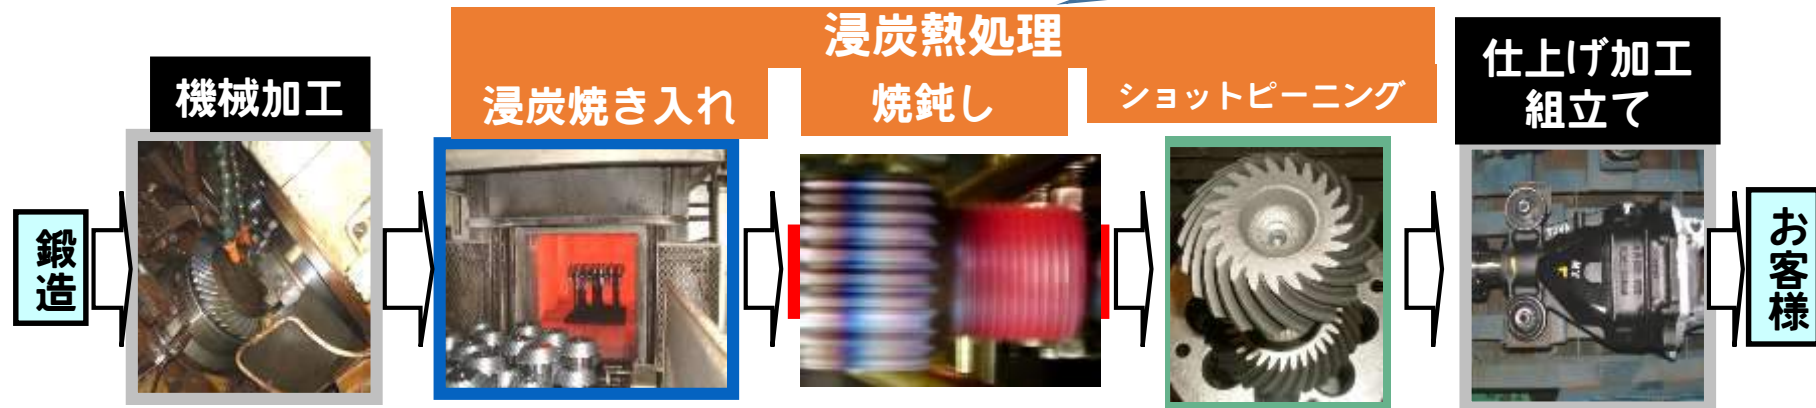 浸炭熱処理
機械加工
浸炭焼き入れ
焼鈍し
ショットピーニング
仕上げ加工
組立て
鍛造
お客様